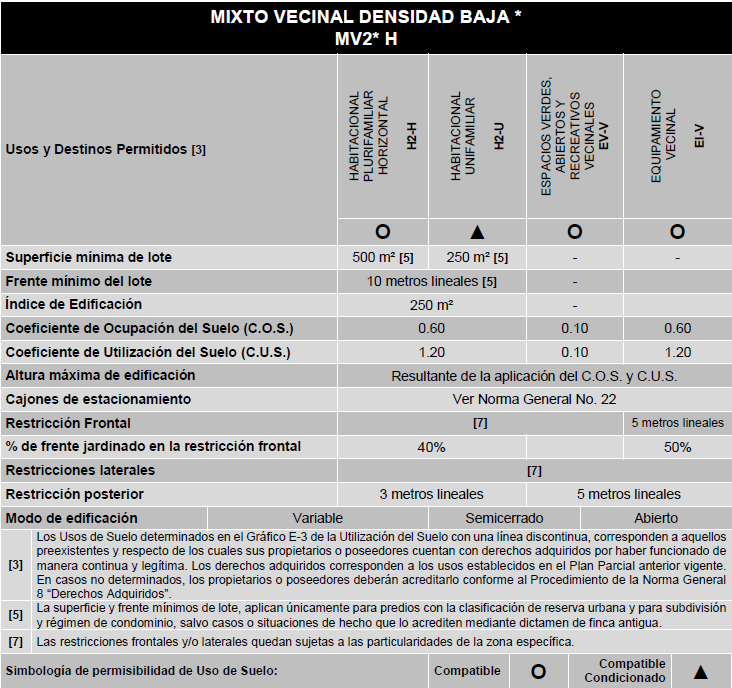 MIXTO VECINAL DENSIDAD BAJA *
MV2* H
Usos y Destinos Permitidos [3]
HABITACIONAL
PLURIFAMILIAR
HORIZONTAL
H2-H
HABITACIONAL
UNIFAMILIAR
H2-U
ESPACIOS VERDES,
ABIERTOS Y
RECREATIVOS
VECINALES
EV-V
EQUIPAMIENTO
VECINAL
EI-V
O ▲ O O
Superficie mínima de lote 500 m² [5] 250 m² [5] - -
Frente mínimo del lote 10 metros lineales [5] -
Índice de Edificación 250 m² -
Coeficiente de Ocupación del Suelo (C.O.S.) 0.60 0.10 0.60
Coeficiente de Utilización del Suelo (C.U.S.) 1.20 0.10 1.20
Altura máxima de edificación Resultante de la aplicación del C.O.S. y C.U.S.
Cajones de estacionamiento Ver Norma General No. 22
Restricción Frontal [7] 5 metros lineales
% de frente jardinado en la restricción frontal 40% 50%
Restricciones laterales [7]
Restricción posterior 3 metros lineales 5 metros lineales
Modo de edificación Variable Semicerrado Abierto
[3] Los Usos de Suelo determinados en el Gráfico E-3 de la Utilización del Suelo con una línea discontinua, corresponden a aquellos
preexistentes y respecto de los cuales sus propietarios o poseedores cuentan con derechos adquiridos por haber funcionado de
manera continua y legítima. Los derechos adquiridos corresponden a los usos establecidos en el Plan Parcial anterior vigente.
En casos no determinados, los propietarios o poseedores deberán acreditarlo conforme al Procedimiento de la Norma General
8 “Derechos Adquiridos”.
[5] La superficie y frente mínimos de lote, aplican únicamente para predios con la clasificación de reserva urbana y para subdivisión
y régimen de condominio, salvo casos o situaciones de hecho que lo acrediten mediante dictamen de finca antigua.
[7] Las restricciones frontales y/o laterales quedan sujetas a las particularidades de la zona específica.
Simbología de permisibilidad de Uso de Suelo: Compatible O Compatible
Condicionado ▲